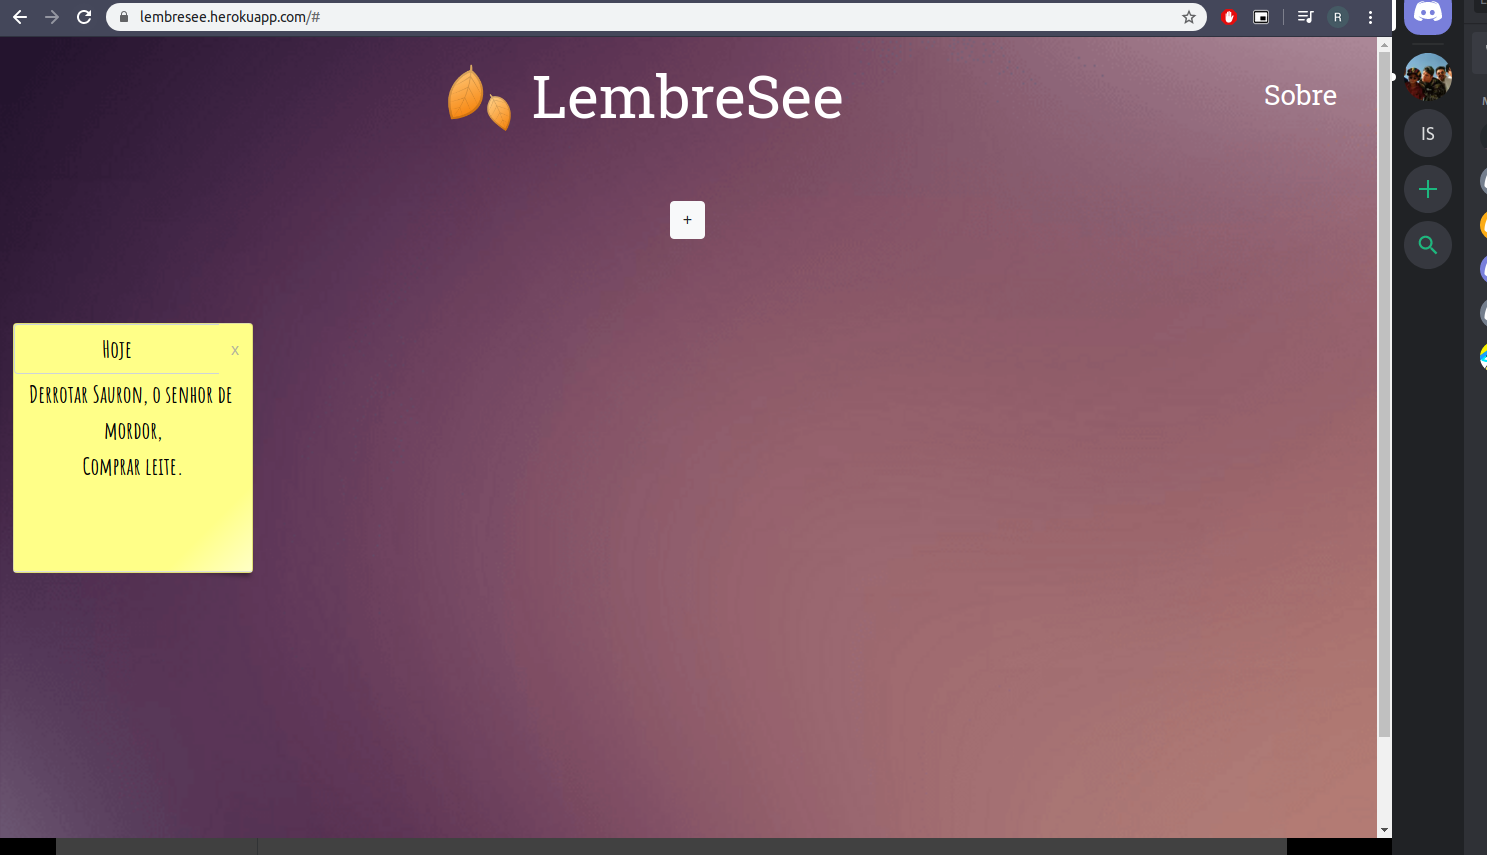 lembresee.herokuapp.com/#
R
LembreSee
Sobre
IS
+
Hoje
x
Derrotar Sauron, o senhor de
mordor,
Comprar leite.